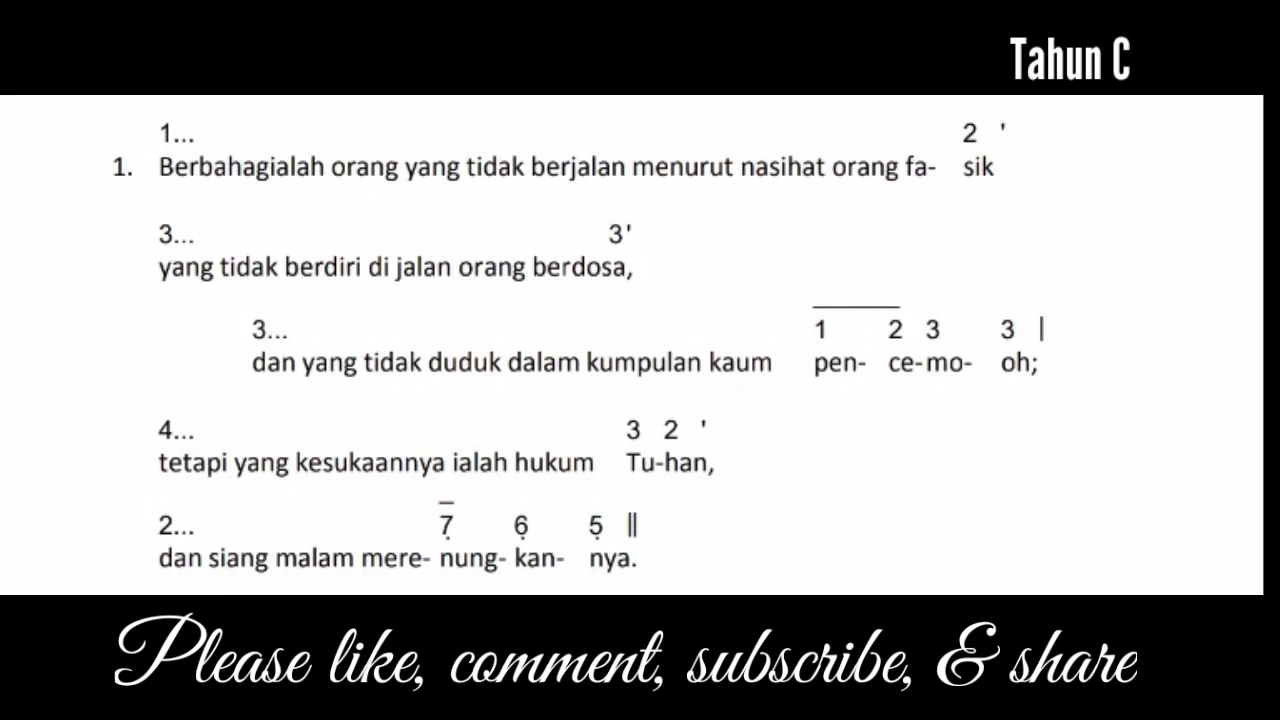 Tahun C
1... 2 '
1. Berbahagialah orang yang tidak berjalan menurut nasihat orang fa- sik
3... 3'
yang tidak berdiri di jalan orang berdosa,
3... 1 2 3 3 |
dan yang tidak duduk dalam kumpulan kaum pen- ce-mo- oh;
4... 3 2 '
tetapi yang kesukaannya ialah hukum Tu-han,
2... 7̣ 6̣ 5̣ ||
dan siang malam mere- nung- kan- nya.
Please like, comment, subscribe, & share